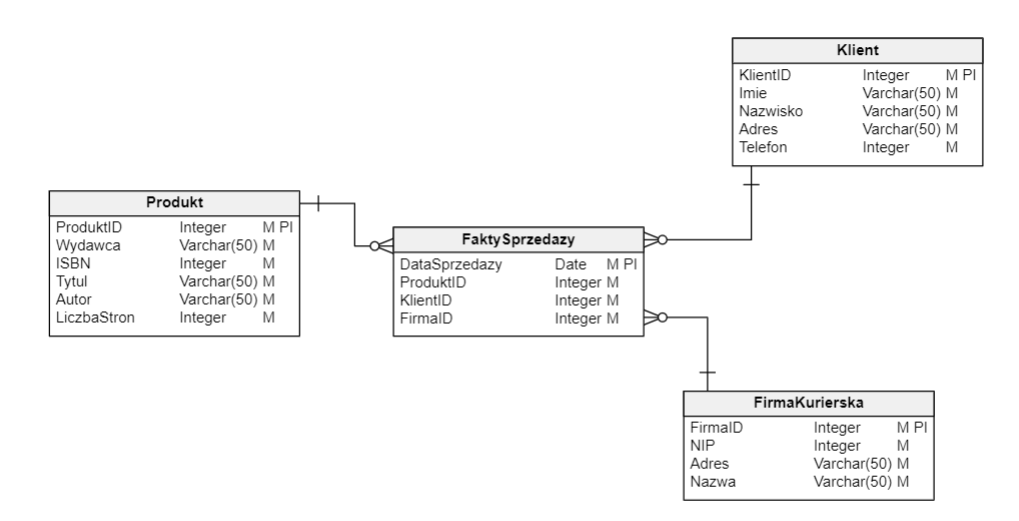 Klient
KlientID Integer M PI
Imie Varchar(50) M
Nazwisko Varchar(50) M
Adres Varchar(50) M
Telefon Integer M
Produkt
ProduktID Integer M PI
Wydawca Varchar(50) M
ISBN Integer M
Tytul Varchar(50) M
Autor Varchar(50) M
LiczbaStron Integer M
FaktySprzedazy
DataSprzedazy Date M PI
ProduktID Integer M
KlientID Integer M
FirmaID Integer M
FirmaKurierska
FirmaID Integer M PI
NIP Integer M
Adres Varchar(50) M
Nazwa Varchar(50) M